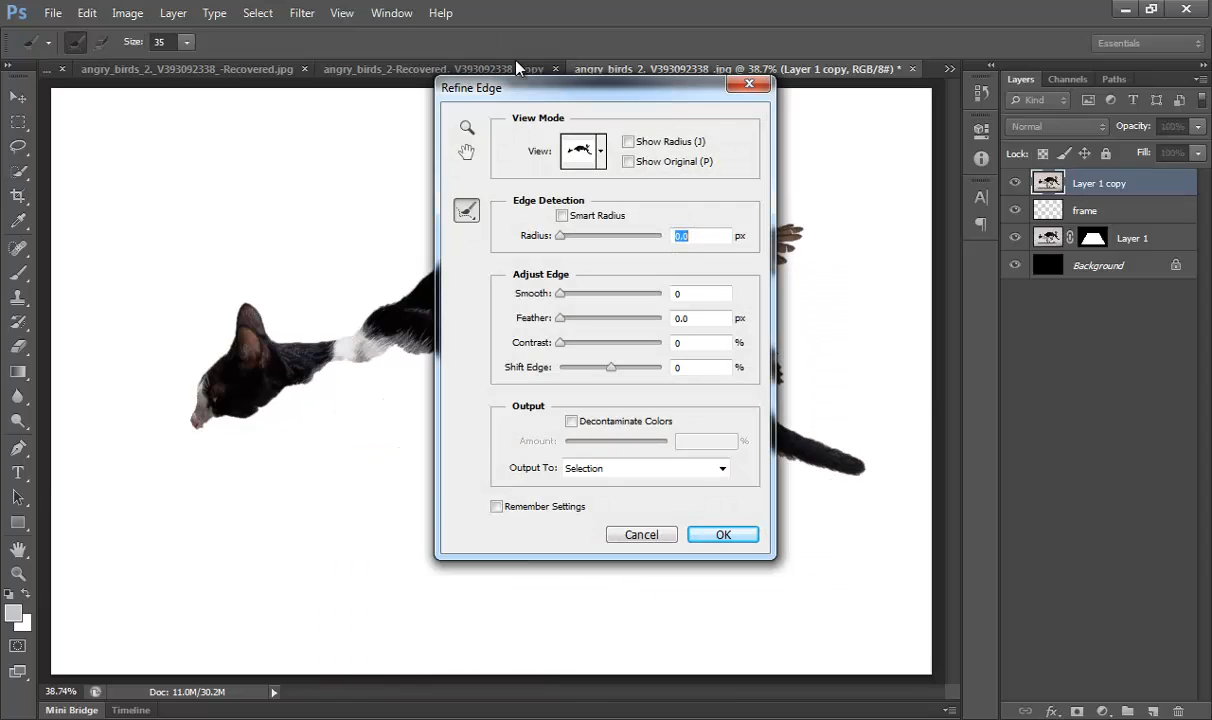 Ps File Edit Image Layer Type Select Filter View Window Help
Size: 35 Essentials
... × angry_birds_2._V393092338_-Recovered.jpg × angry_birds_2-Recovered._V393092338_ copy × angry_birds_2._V393092338_.jpg @ 38.7% (Layer 1 copy, RGB/8#) * ×
Refine Edge
View Mode
View:
Show Radius (J)
Show Original (P)
Edge Detection
Smart Radius
Radius: 0.0 px
Adjust Edge
Smooth: 0
Feather: 0.0 px
Contrast: 0 %
Shift Edge: 0 %
Output
Decontaminate Colors
Amount: %
Output To: Selection
Remember Settings
Cancel OK
Layers Channels Paths
Kind
Normal Opacity: 100%
Lock: Fill: 100%
Layer 1 copy
frame
Layer 1
Background
38.74% Doc: 11.0M/30.2M
Mini Bridge Timeline